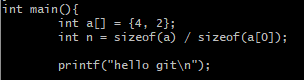 int main(){
int a[] = {4, 2};
int n = sizeof(a) / sizeof(a[0]);
printf("hello git\n");